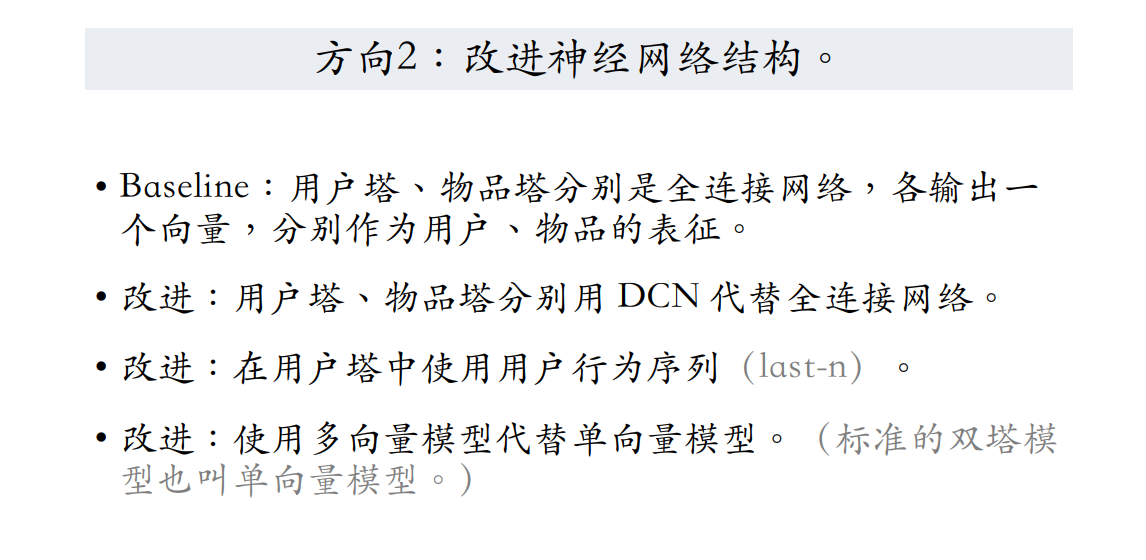 方向2：改进神经网络结构。
• Baseline：用户塔、物品塔分别是全连接网络，各输出一
个向量，分别作为用户、物品的表征。
• 改进：用户塔、物品塔分别用 DCN 代替全连接网络。
• 改进：在用户塔中使用用户行为序列（last-n）。
• 改进：使用多向量模型代替单向量模型。（标准的双塔模
型也叫单向量模型。）